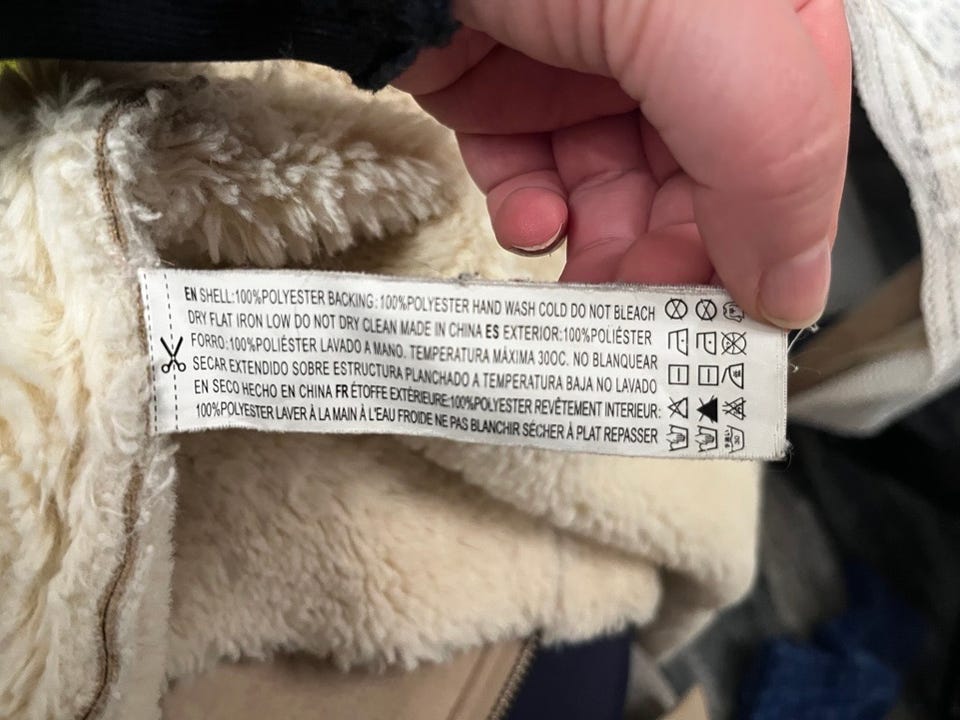 EN SHELL:100%POLYESTER BACKING: 100%POLYESTER HAND WASH COLD DO NOT BLEACH
DRY FLAT IRON LOW DO NOT DRY CLEAN MADE IN CHINA ES EXTERIOR:100%POLIÉSTER
FORRO:100%POLIÉSTER LAVADO A MANO. TEMPERATURA MÁXIMA 30OC. NO BLANQUEAR
SECAR EXTENDIDO SOBRE ESTRUCTURA PLANCHADO A TEMPERATURA BAJA NO LAVADO
EN SECO HECHO EN CHINA FR ÉTOFFE EXTÉRIEURE:100%POLYESTER REVÊTEMENT INTERIEUR:
100%POLYESTER LAVER À LA MAIN À L'EAU FROIDE NE PAS BLANCHIR SÉCHER À PLAT REPASSER